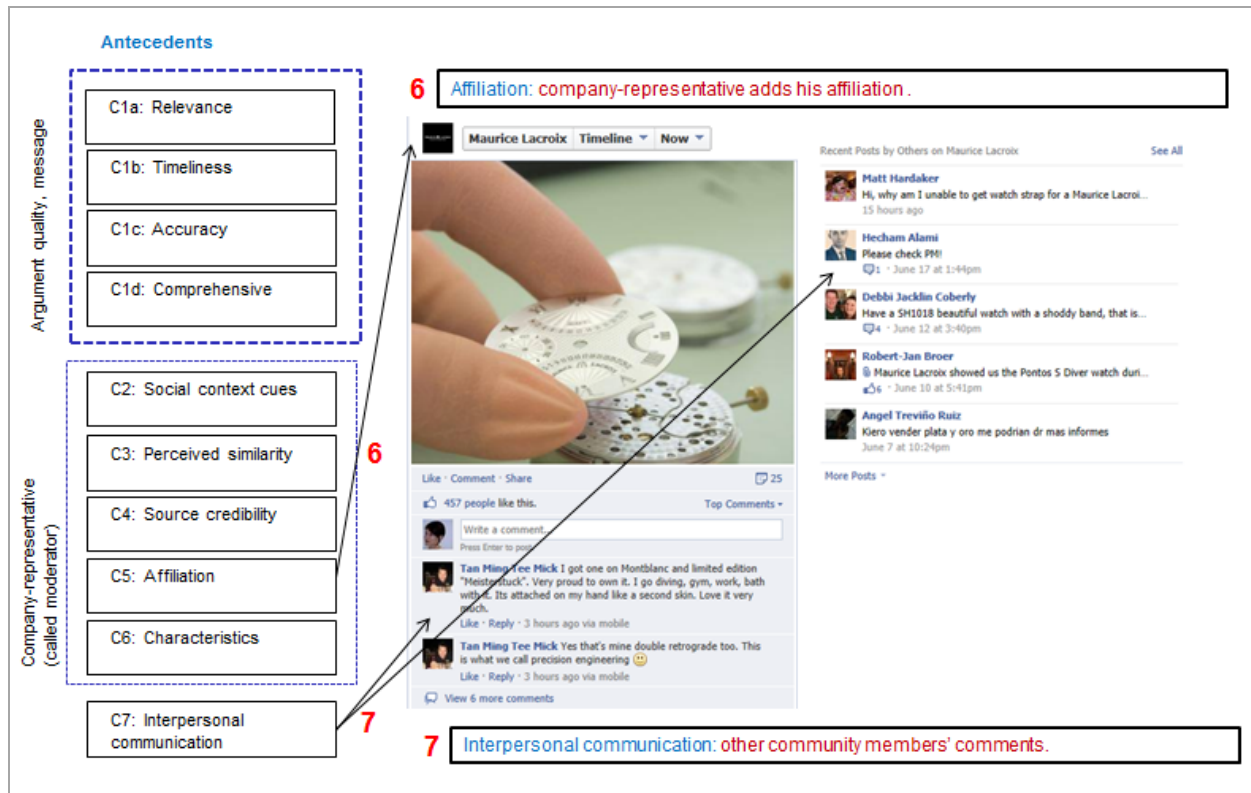 Antecedents
Argument quality, message
C1a: Relevance
C1b: Timeliness
C1c: Accuracy
C1d: Comprehensive
Company-representative
(called moderator)
C2: Social context cues
C3: Perceived similarity
C4: Source credibility
C5: Affiliation
C6: Characteristics
C7: Interpersonal
communication
6
7
6 Affiliation: company-representative adds his affiliation .
Maurice Lacroix Timeline Now
Like · Comment · Share 25
457 people like this. Top Comments
Write a comment...
Press Enter to post.
Tan Ming Tee Mick I got one on Montblanc and limited edition
"Meisterstuck". Very proud to own it. I go diving, gym, work, bath
with it. Its attached on my hand like a second skin. Love it very
much.
Like · Reply · 3 hours ago via mobile
Tan Ming Tee Mick Yes that's mine double retrograde too. This
is what we call precision engineering
Like · Reply · 3 hours ago via mobile
View 6 more comments
Recent Posts by Others on Maurice Lacroix See All
Matt Hardaker
Hi, why am I unable to get watch strap for a Maurice Lacroi...
15 hours ago
Hecham Alami
Please check PM!
1 · June 17 at 1:44pm
Debbi Jacklin Coberly
Have a SH1018 beautiful watch with a shoddy band, that is...
4 · June 12 at 3:40pm
Robert-Jan Broer
Maurice Lacroix showed us the Pontos S Diver watch duri...
6 · June 10 at 5:41pm
Angel Treviño Ruiz
Kiero vender plata y oro me podrian dr mas informes
June 7 at 10:24pm
More Posts
7 Interpersonal communication: other community members' comments.